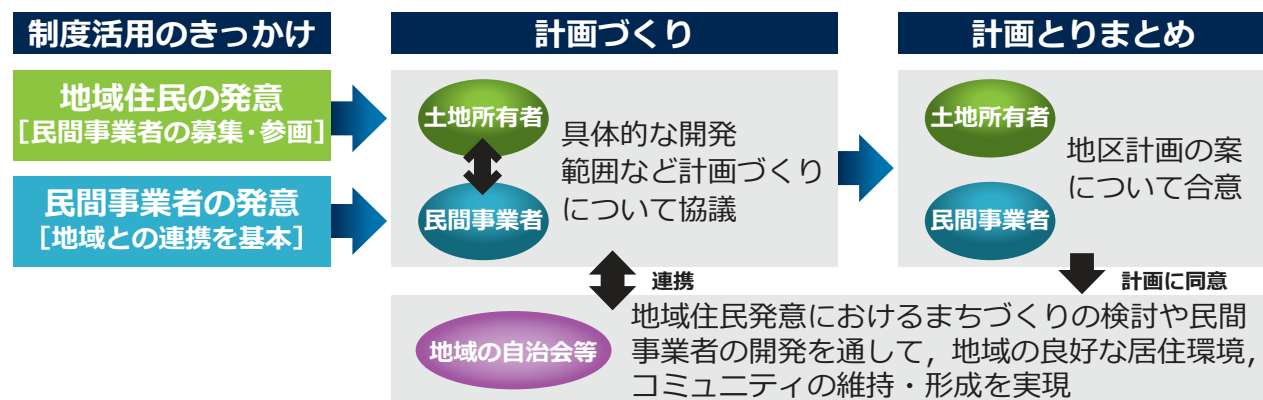 制度活用のきっかけ
地域住民の発意
[民間事業者の募集・参画]
民間事業者の発意
[地域との連携を基本]
計画づくり
土地所有者
民間事業者
具体的な開発
範囲など計画づくり
について協議
計画とりまとめ
土地所有者
民間事業者
地区計画の案
について合意
連携
計画に同意
地域の自治会等
地域住民発意におけるまちづくりの検討や民間
事業者の開発を通して，地域の良好な居住環境，
コミュニティの維持・形成を実現